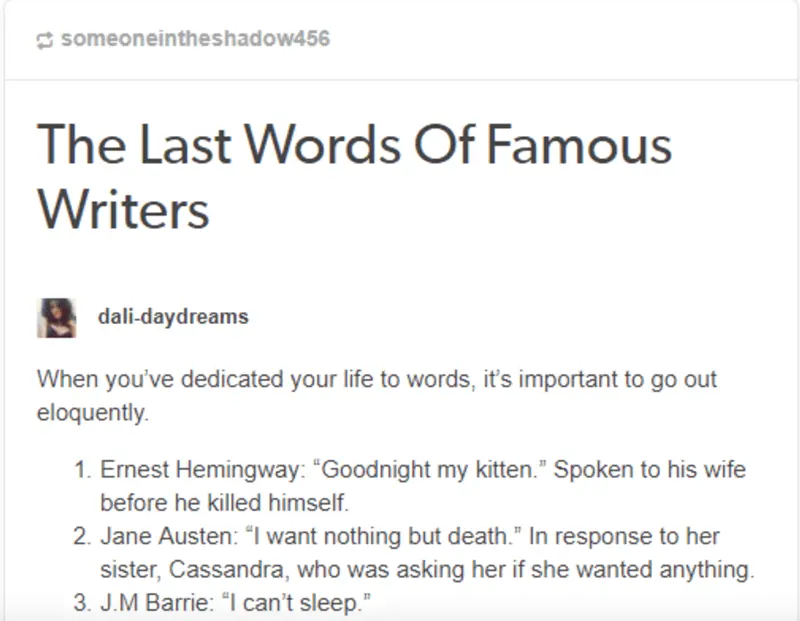 someoneintheshadow456
The Last Words Of Famous
Writers
dali-daydreams
When you’ve dedicated your life to words, it’s important to go out
eloquently.
1. Ernest Hemingway: “Goodnight my kitten.” Spoken to his wife
before he killed himself.
2. Jane Austen: “I want nothing but death.” In response to her
sister, Cassandra, who was asking her if she wanted anything.
3. J.M Barrie: “I can’t sleep.”